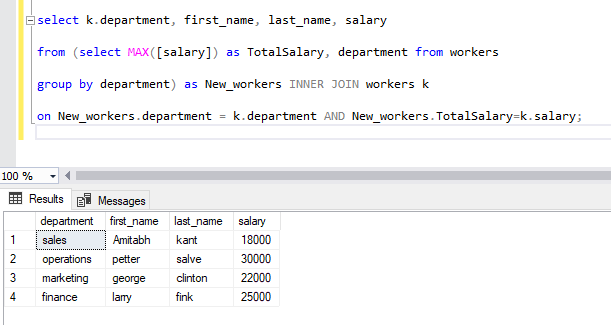 select k.department, first_name, last_name, salary
from (select MAX([salary]) as TotalSalary, department from workers
group by department) as New_workers INNER JOIN workers k
on New_workers.department = k.department AND New_workers.TotalSalary=k.salary;
100 %
Results Messages
department first_name last_name salary
1 sales Amitabh kant 18000
2 operations petter salve 30000
3 marketing george clinton 22000
4 finance larry fink 25000